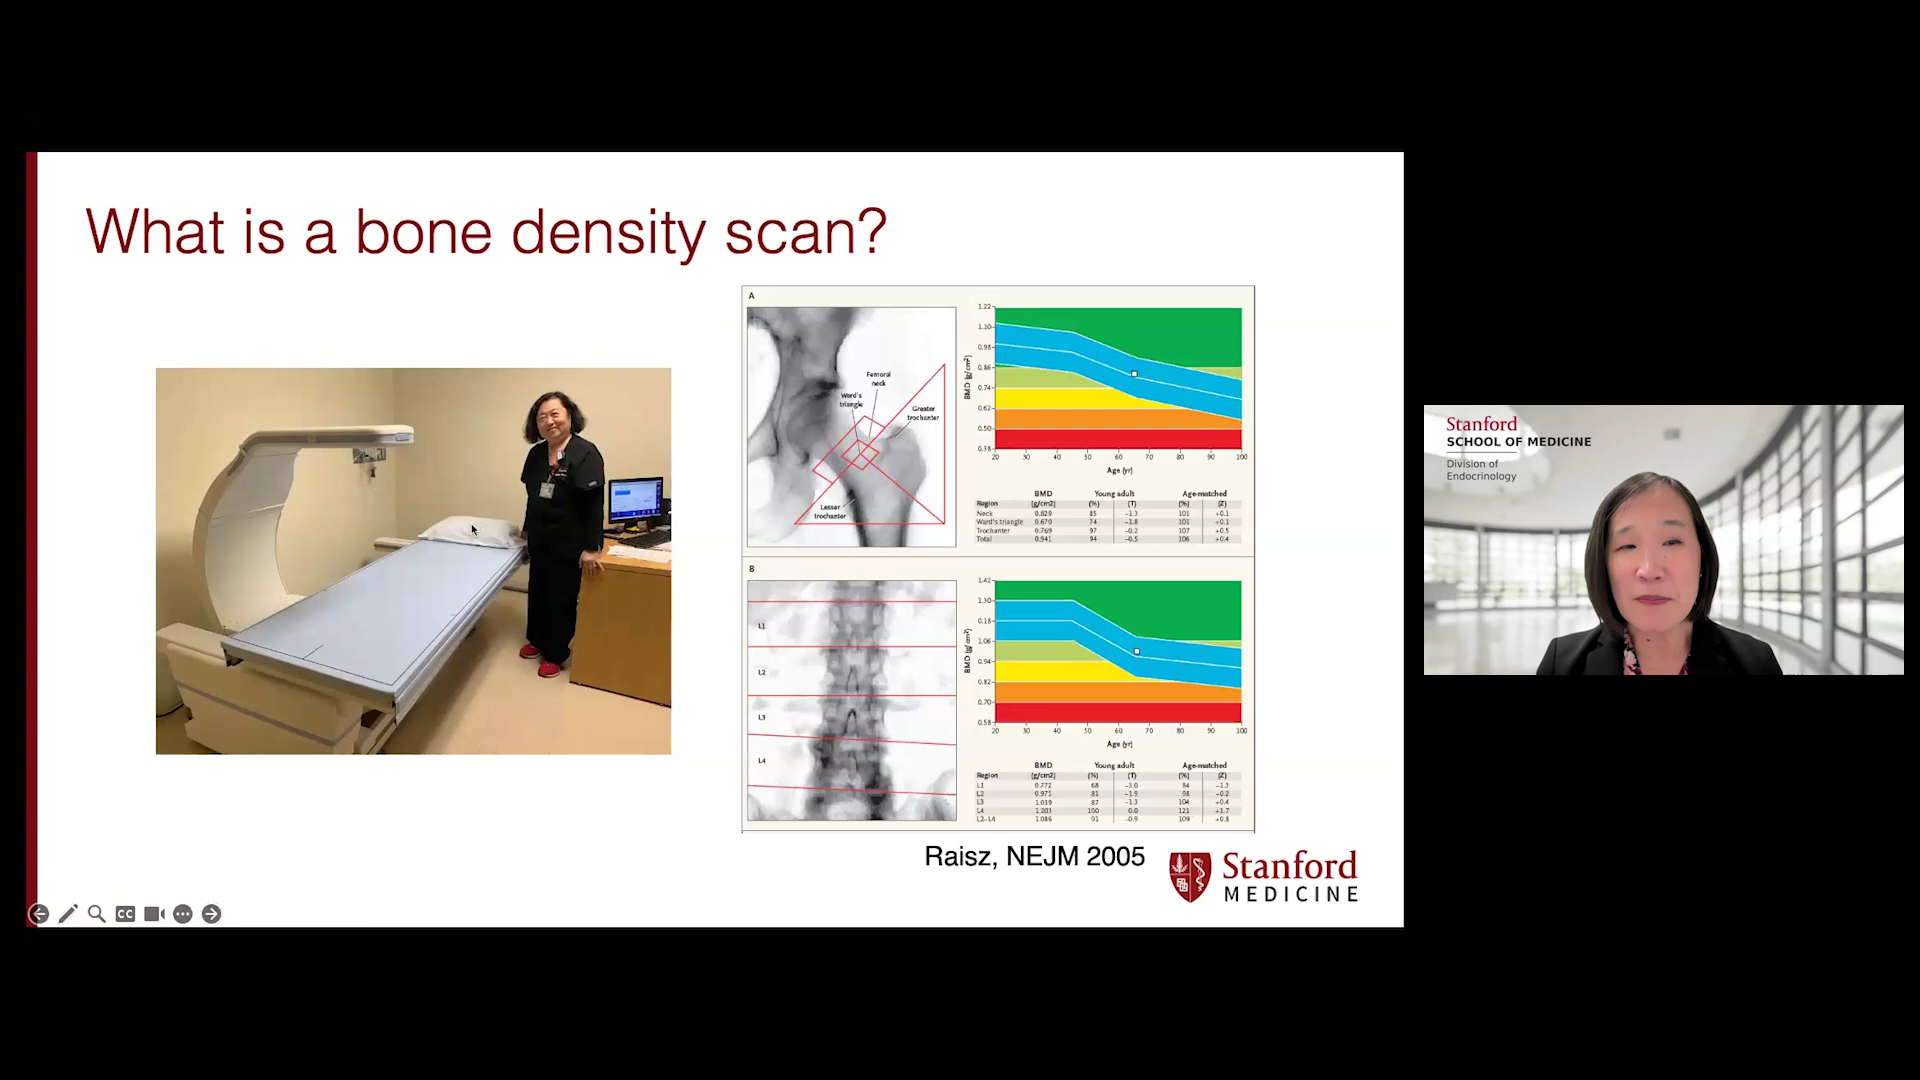 What is a bone density scan?
A
Femoral
neck
Ward's
triangle
Greater
trochanter
Lesser
trochanter
BMD (g/cm²)
1.22
1.10
0.98
0.86
0.74
0.62
0.50
0.38
20 30 40 50 60 70 80 90 100
Age (yr)
BMD Young adult Age-matched
Region (g/cm2) (%) (T) (%) (Z)
Neck 0.829 85 –1.3 101 +0.1
Ward's triangle 0.670 74 –1.8 101 +0.1
Trochanter 0.769 97 –0.2 107 +0.5
Total 0.941 94 –0.5 106 +0.4
B
L1
L2
L3
L4
BMD (g/cm²)
1.42
1.30
0.18
1.06
0.94
0.82
0.70
0.58
20 30 40 50 60 70 80 90 100
Age (yr)
BMD Young adult Age-matched
Region (g/cm2) (%) (T) (%) (Z)
L1 0.772 68 –3.0 84 –1.3
L2 0.975 81 –1.9 98 –0.2
L3 1.039 87 –1.3 104 +0.4
L4 1.203 100 0.0 121 +1.7
L2–L4 1.086 91 –0.9 109 +0.8
Raisz, NEJM 2005
Stanford
MEDICINE
CC
Stanford
SCHOOL OF MEDICINE
Division of
Endocrinology